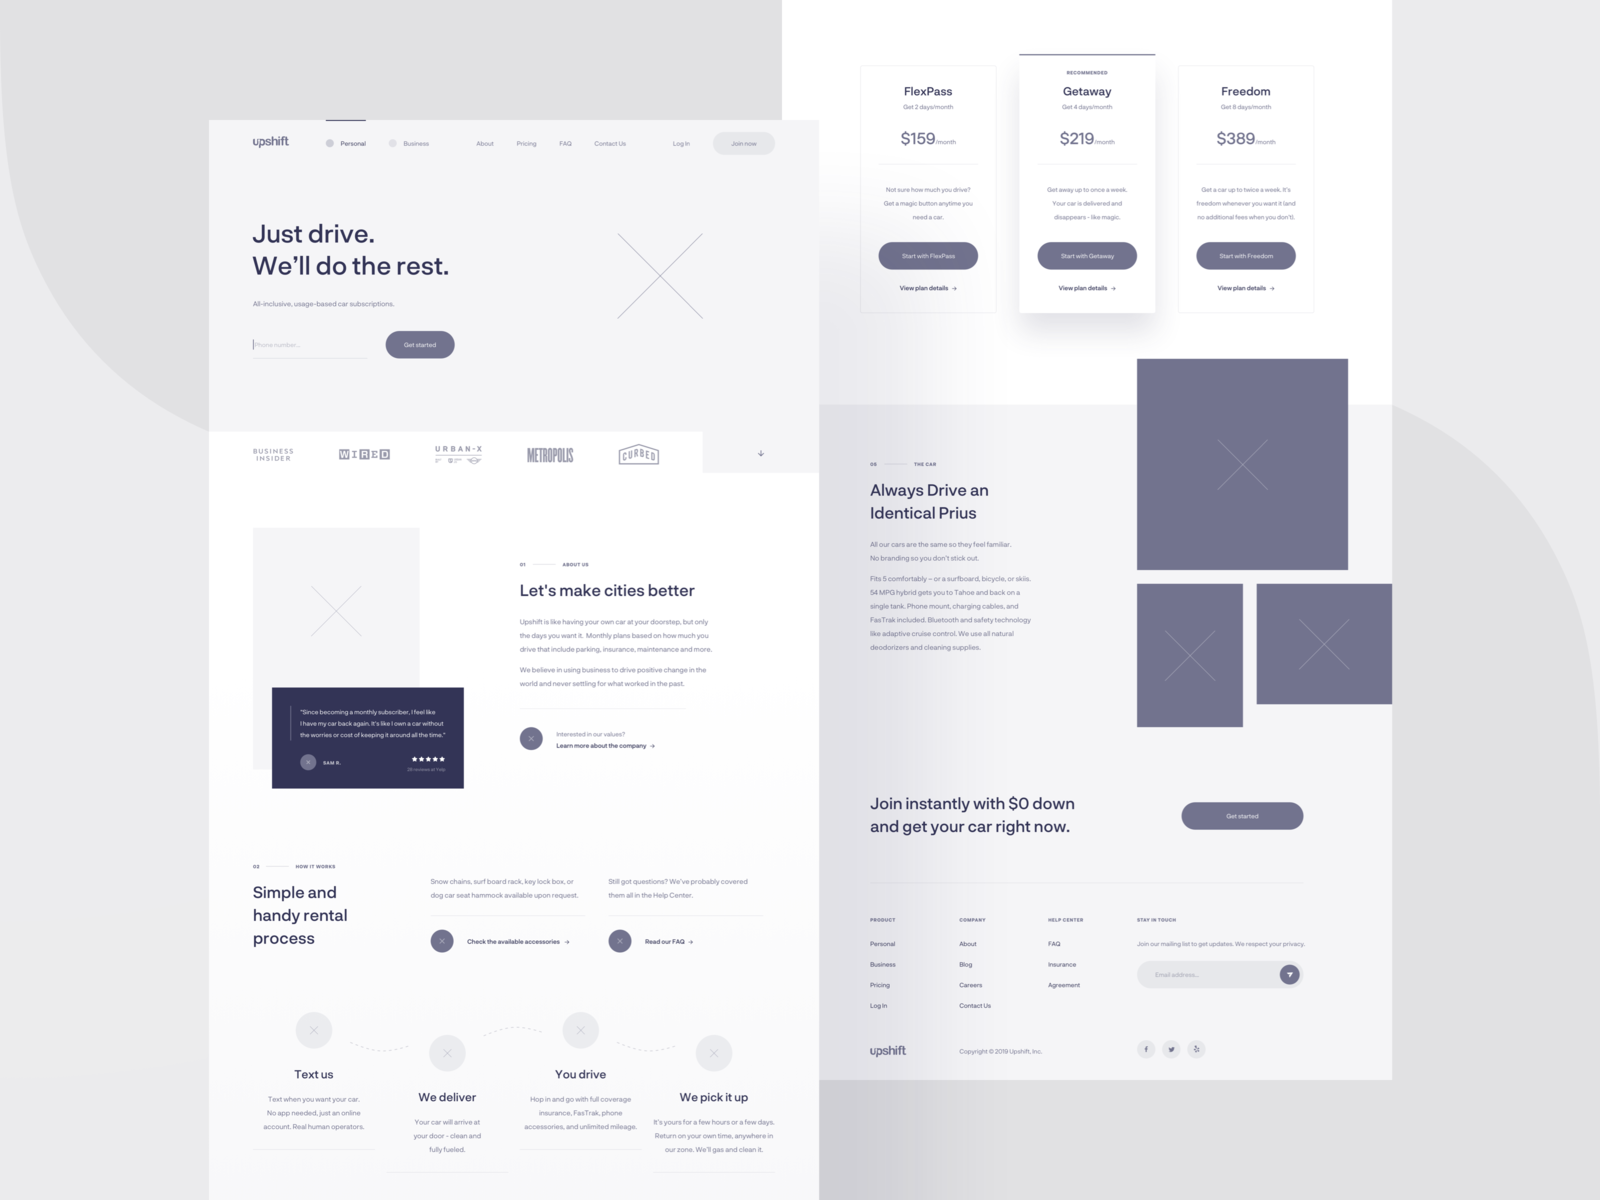 upshift
Personal
Business
About
Pricing
FAQ
Contact Us
Log In
Join now
Just drive.
We'll do the rest.
All-inclusive, usage-based car subscriptions.
Phone number...
Get started
BUSINESS
INSIDER
WIRED
URBAN-X
METROPOLIS
CURBED
01
ABOUT US
Let's make cities better
Upshift is like having your own car at your doorstep, but only
the days you want it. Monthly plans based on how much you
drive that include parking, insurance, maintenance and more.
We believe in using business to drive positive change in the
world and never settling for what worked in the past.
Interested in our values?
Learn more about the company →
"Since becoming a monthly subscriber, I feel like
I have my car back again. It's like I own a car without
the worries or cost of keeping it around all the time."
SAM R.
02
HOW IT WORKS
Simple and
handy rental
process
Snow chains, surf board rack, key lock box, or
dog car seat hammock available upon request.
Check the available accessories →
Still got questions? We've probably covered
them all in the Help Center.
Read our FAQ →
Text us
Text when you want your car.
No app needed, just an online
account. Real human operators.
We deliver
Your car will arrive at
your door - clean and
fully fueled.
You drive
Hop in and go with full coverage
insurance, FasTrak, phone
accessories, and unlimited mileage.
We pick it up
It's yours for a few hours or a few days.
Return on your own time, anywhere in
our zone. We'll gas and clean it.
FlexPass
Get 2 days/month
$159/month
Not sure how much you drive?
Get a magic button anytime you
need a car.
Start with FlexPass
View plan details →
RECOMMENDED
Getaway
Get 4 days/month
$219/month
Get away up to once a week.
Your car is delivered and
disappears - like magic.
Start with Getaway
View plan details →
Freedom
Get 8 days/month
$389/month
Get a car up to twice a week. It's
freedom whenever you want it (and
no additional fees when you don't).
Start with Freedom
View plan details →
05
THE CAR
Always Drive an
Identical Prius
All our cars are the same so they feel familiar.
No branding so you don't stick out.
Fits 5 comfortably – or a surfboard, bicycle, or skiis.
54 MPG hybrid gets you to Tahoe and back on a
single tank. Phone mount, charging cables, and
FasTrak included. Bluetooth and safety technology
like adaptive cruise control. We use all natural
deodorizers and cleaning supplies.
Join instantly with $0 down
and get your car right now.
Get started
PRODUCT
Personal
Business
Pricing
Log In
COMPANY
About
Blog
Careers
Contact Us
HELP CENTER
FAQ
Insurance
Agreement
STAY IN TOUCH
Join our mailing list to get updates. We respect your privacy.
Email address...
upshift
Copyright © 2019 Upshift, Inc.